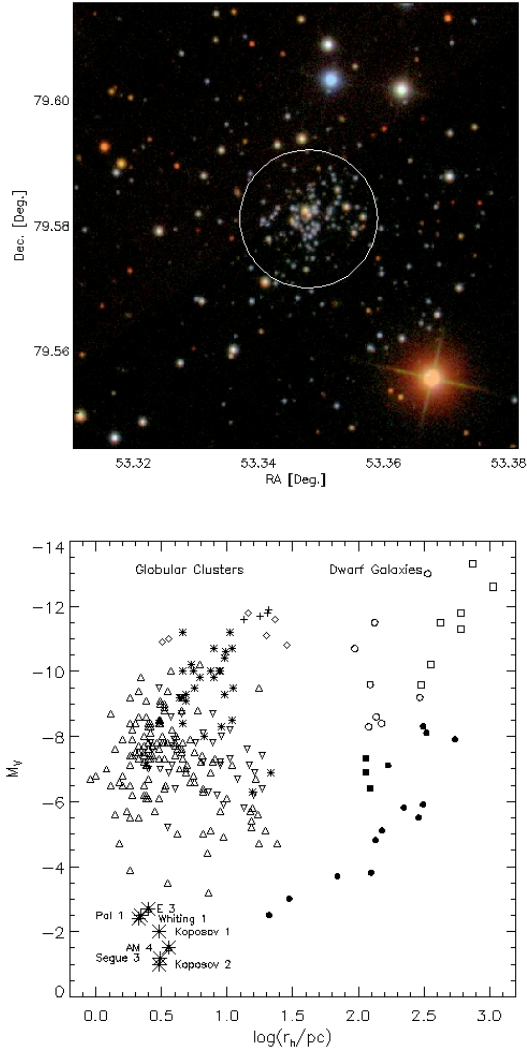 79.60
79.58
79.56
Dec. [Deg.]
53.32 53.34 53.36 53.38
RA [Deg.]
-14
Globular Clusters Dwarf Galaxies
-12
-10
-8
-6
-4
-2
0
M_V
Pal 1 E 3
Whiting 1
Koposov 1
AM 4
Segue 3 Koposov 2
0.0 0.5 1.0 1.5 2.0 2.5 3.0
log(r_h/pc)